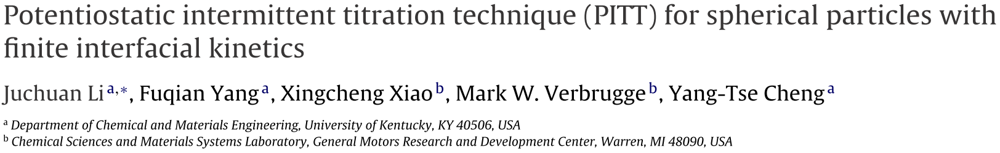 Potentiostatic intermittent titration technique (PITT) for spherical particles with
finite interfacial kinetics
Juchuan Li a,*, Fuqian Yang a, Xingcheng Xiao b, Mark W. Verbrugge b, Yang-Tse Cheng a
a Department of Chemical and Materials Engineering, University of Kentucky, KY 40506, USA
b Chemical Sciences and Materials Systems Laboratory, General Motors Research and Development Center, Warren, MI 48090, USA